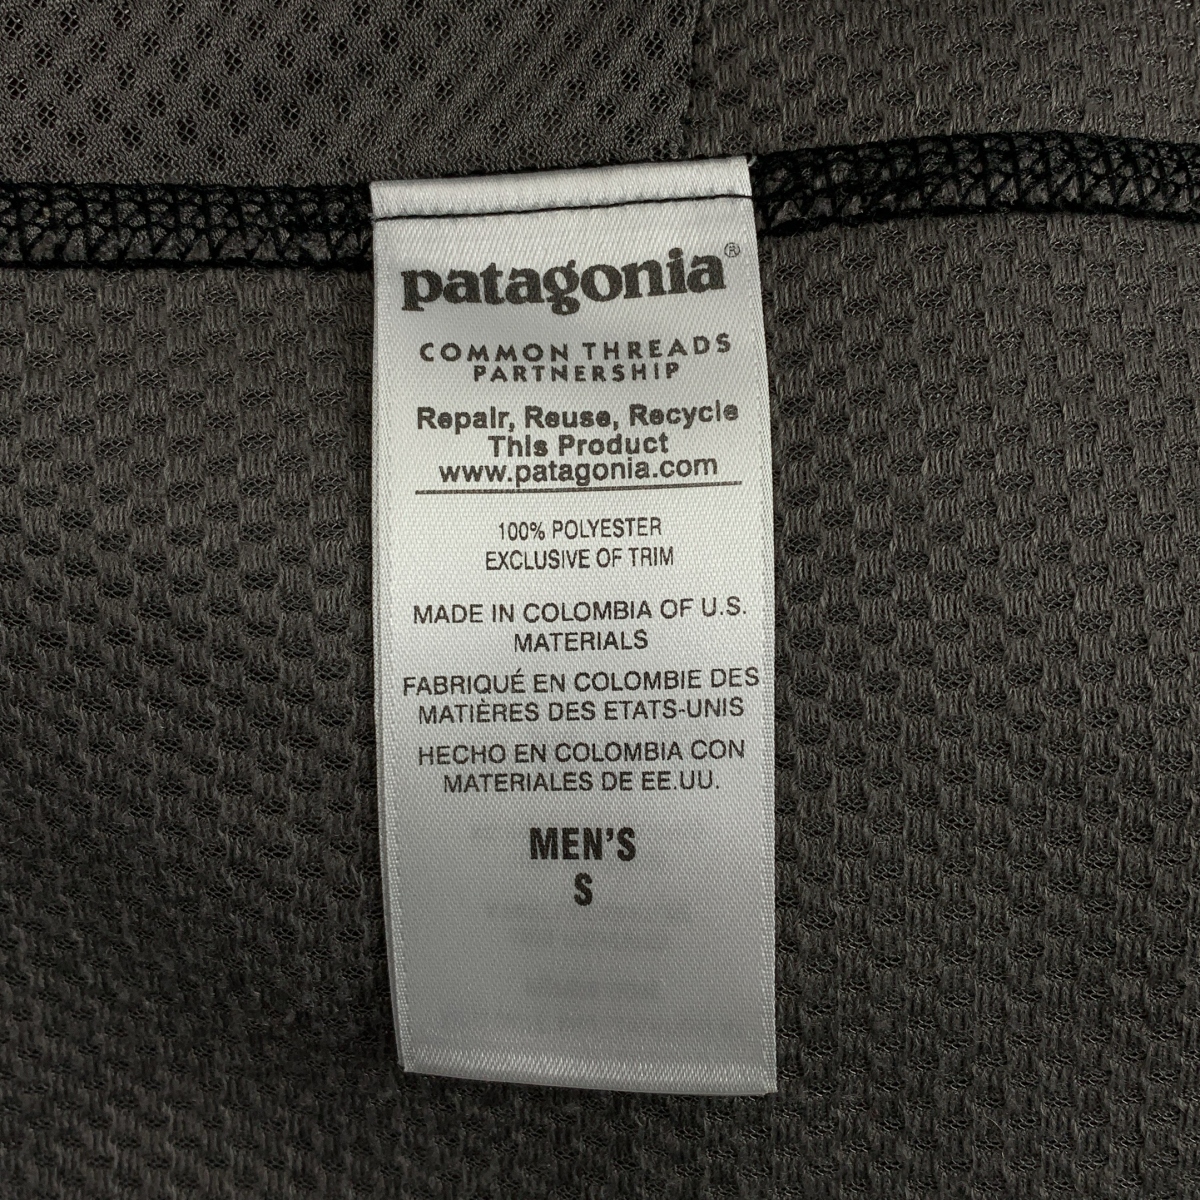 patagonia®
COMMON THREADS
PARTNERSHIP
Repair, Reuse, Recycle
This Product
www.patagonia.com
100% POLYESTER
EXCLUSIVE OF TRIM
MADE IN COLOMBIA OF U.S.
MATERIALS
FABRIQUÉ EN COLOMBIE DES
MATIÈRES DES ETATS-UNIS
HECHO EN COLOMBIA CON
MATERIALES DE EE.UU.
MEN'S
S